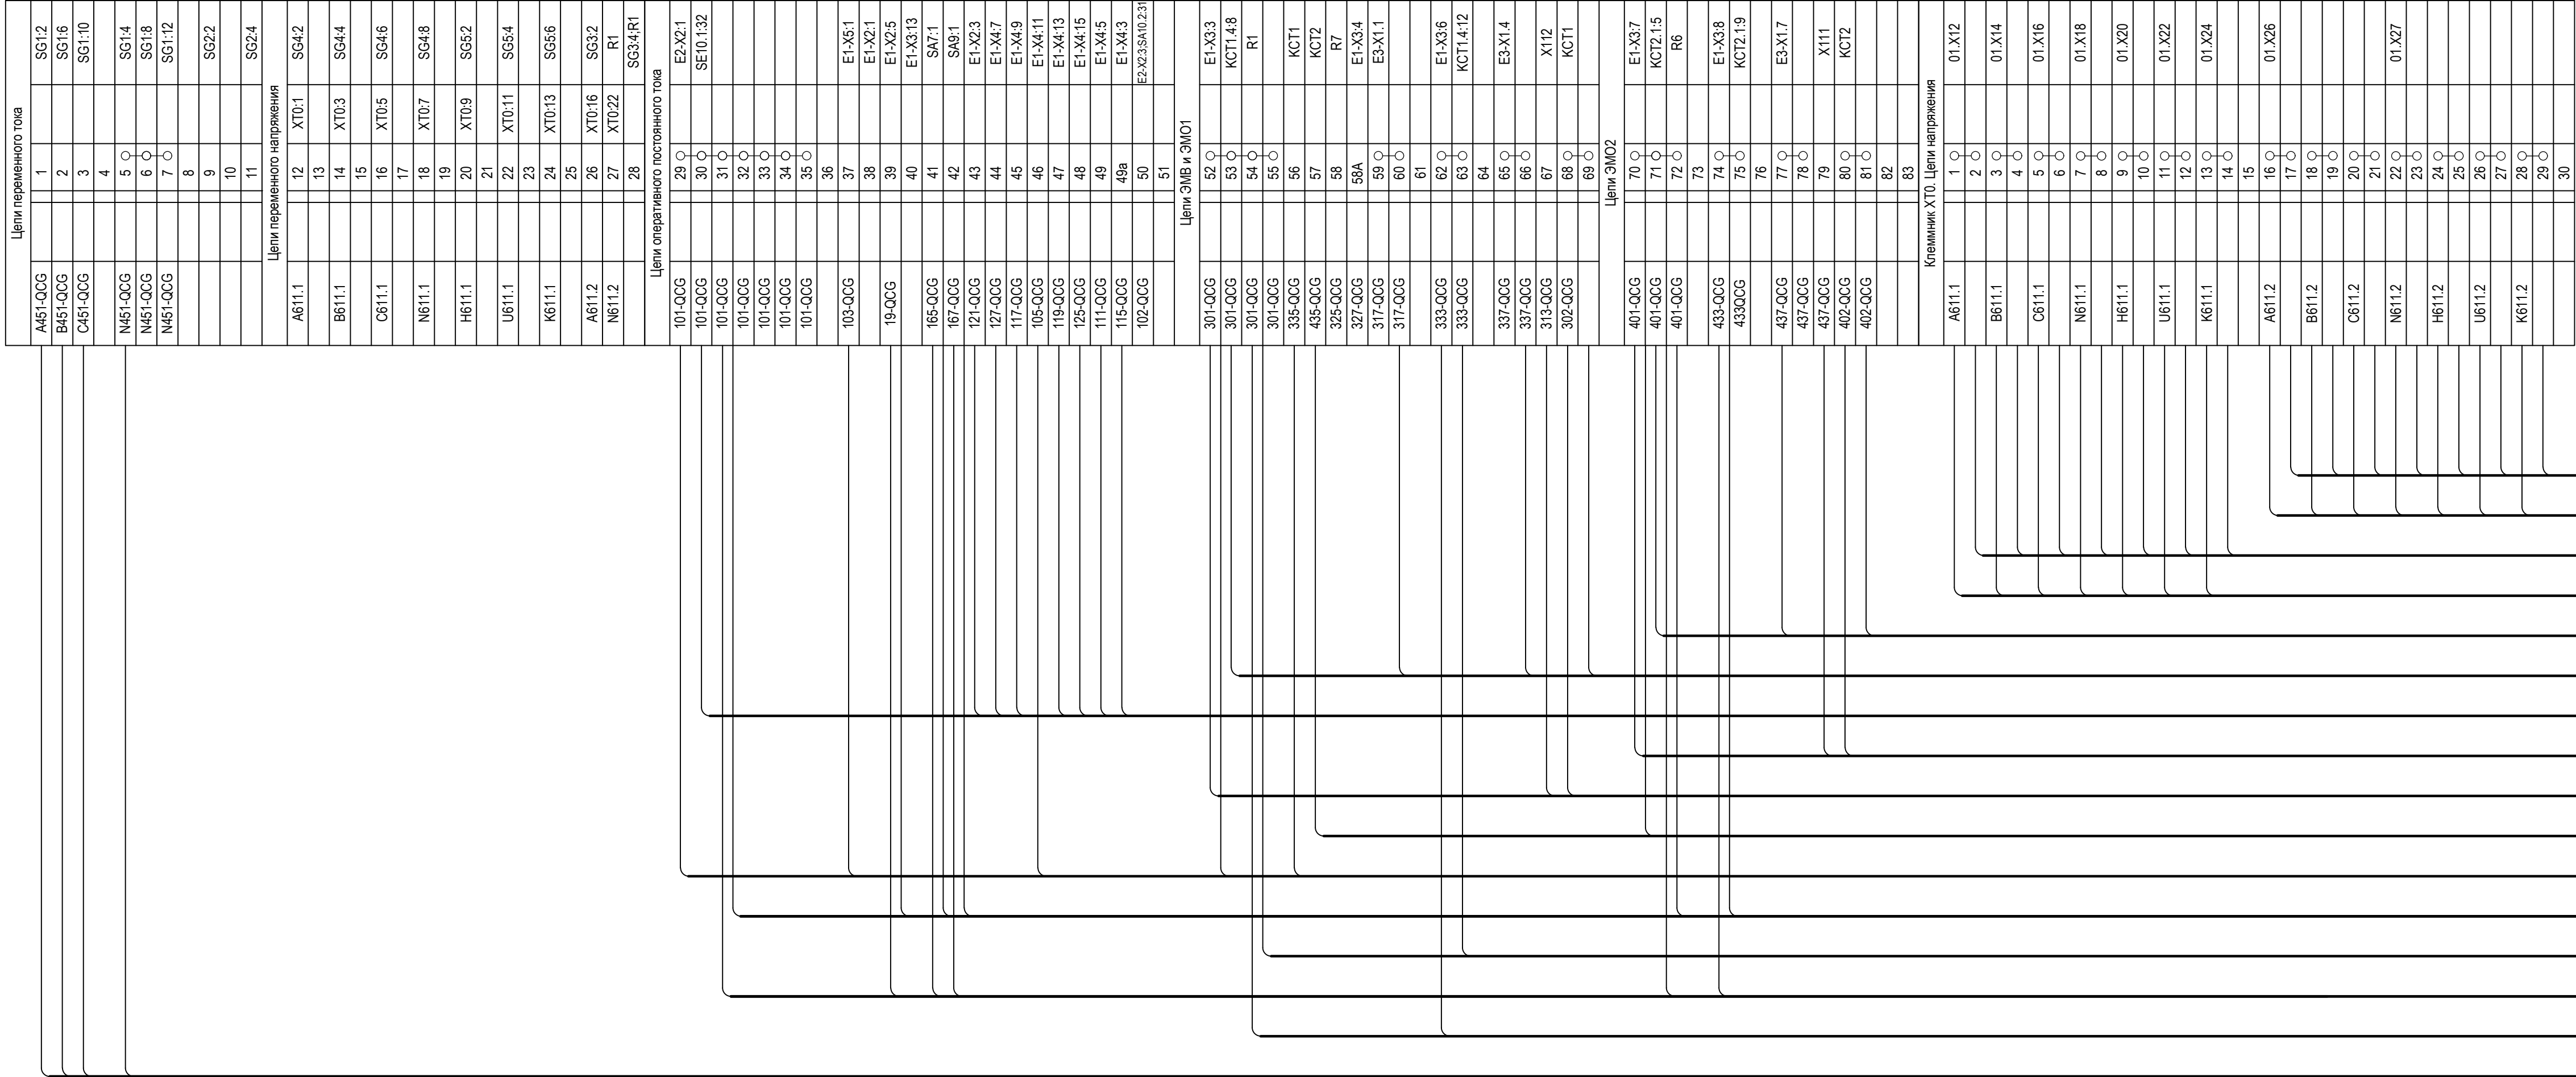 Цепи переменного тока
A451-QCG 1 SG1:2
B451-QCG 2 SG1:6
C451-QCG 3 SG1:10
4
N451-QCG 5 SG1:4
N451-QCG 6 SG1:8
N451-QCG 7 SG1:12
8
9 SG2:2
10
11 SG2:4
Цепи переменного напряжения
A611.1 12 XT0:1 SG4:2
13
B611.1 14 XT0:3 SG4:4
15
C611.1 16 XT0:5 SG4:6
17
N611.1 18 XT0:7 SG4:8
19
H611.1 20 XT0:9 SG5:2
21
U611.1 22 XT0:11 SG5:4
23
K611.1 24 XT0:13 SG5:6
25
A611.2 26 XT0:16 SG3:2
N611.2 27 XT0:22 R1
28 SG3:4;R1
Цепи оперативного постоянного тока
101-QCG 29 E2-X2:1
101-QCG 30 SE10.1:32
101-QCG 31
101-QCG 32
101-QCG 33
101-QCG 34
101-QCG 35
36
103-QCG 37 E1-X5:1
38 E1-X2:1
19-QCG 39 E1-X2:5
40 E1-X3:13
165-QCG 41 SA7:1
167-QCG 42 SA9:1
121-QCG 43 E1-X2:3
127-QCG 44 E1-X4:7
117-QCG 45 E1-X4:9
105-QCG 46 E1-X4:11
119-QCG 47 E1-X4:13
125-QCG 48 E1-X4:15
111-QCG 49 E1-X4:5
115-QCG 49a E1-X4:3
102-QCG 50 E2-X2:3;SA10.2:31
51
Цепи ЭМВ и ЭМО1
301-QCG 52 E1-X3:3
301-QCG 53 KCT1.4:8
301-QCG 54 R1
301-QCG 55
335-QCG 56 KCT1
435-QCG 57 KCT2
325-QCG 58 R7
327-QCG 58A E1-X3:4
317-QCG 59 E3-X1.1
317-QCG 60
61
333-QCG 62 E1-X3:6
333-QCG 63 KCT1.4:12
64
337-QCG 65 E3-X1.4
337-QCG 66
313-QCG 67 X112
302-QCG 68 KCT1
69
Цепи ЭМО2
401-QCG 70 E1-X3:7
401-QCG 71 KCT2.1:5
401-QCG 72 R6
73
433-QCG 74 E1-X3:8
433QCG 75 KCT2.1:9
76
437-QCG 77 E3-X1.7
437-QCG 78
437-QCG 79 X111
402-QCG 80 KCT2
402-QCG 81
82
83
Клеммник XT0. Цепи напряжения
A611.1 1 01.X12
2
B611.1 3 01.X14
4
C611.1 5 01.X16
6
N611.1 7 01.X18
8
H611.1 9 01.X20
10
U611.1 11 01.X22
12
K611.1 13 01.X24
14
15
A611.2 16 01.X26
17
B611.2 18
19
C611.2 20
21
N611.2 22 01.X27
23
H611.2 24
25
U611.2 26
27
K611.2 28
29
30